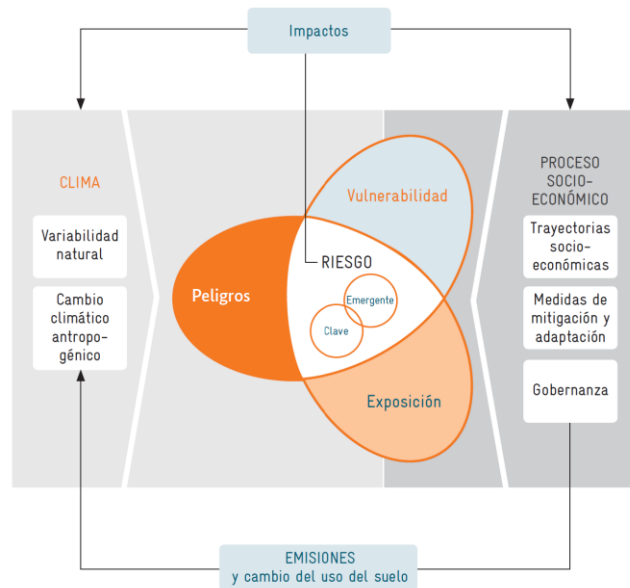 Impactos
CLIMA
Variabilidad
natural
Cambio
climático
antropo-
génico
Peligros
Vulnerabilidad
RIESGO
Emergente
Clave
Exposición
PROCESO
SOCIO-
ECONÓMICO
Trayectorias
socio-
económicas
Medidas de
mitigación y
adaptación
Gobernanza
EMISIONES
y cambio del uso del suelo